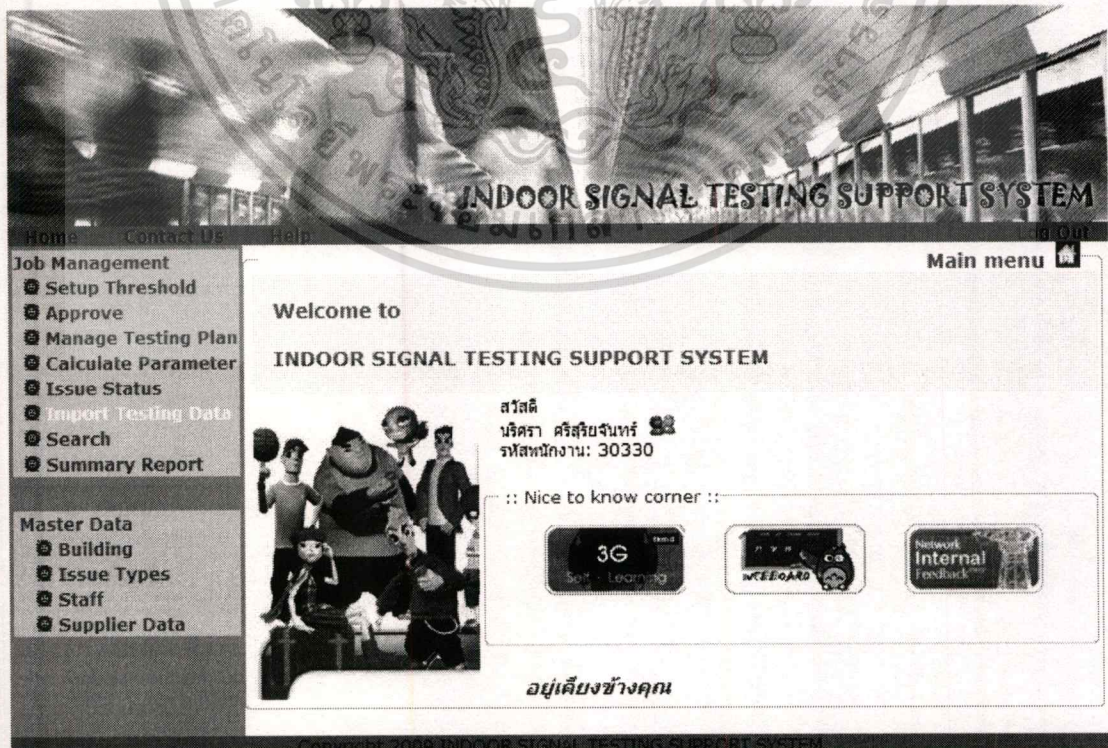 INDOOR SIGNAL TESTING SUPPORT SYSTEM
Home Contact Us Help Log Out
Main menu
Job Management
Setup Threshold
Approve
Manage Testing Plan
Calculate Parameter
Issue Status
Import Testing Data
Search
Summary Report
Master Data
Building
Issue Types
Staff
Supplier Data
Welcome to
INDOOR SIGNAL TESTING SUPPORT SYSTEM
สวัสดี
นริศรา ศรีสุริยจันทร์
รหัสพนักงาน: 30330
:: Nice to know corner ::
3G
Self - Learning
Network
Internal
Feedback
อยู่เคียงข้างคุณ
2009 INDOOR SIGNAL TESTING SUPPORT SYSTEM